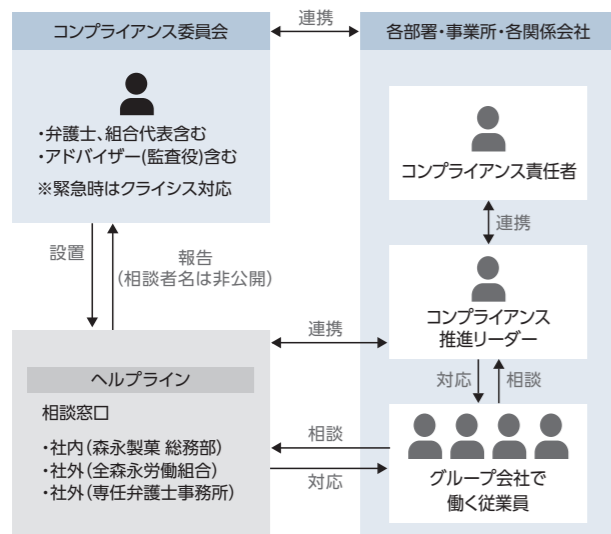 コンプライアンス委員会
・弁護士、組合代表含む
・アドバイザー(監査役)含む
※緊急時はクライシス対応
連携
各部署・事業所・各関係会社
コンプライアンス責任者
連携
コンプライアンス
推進リーダー
対応
相談
グループ会社で
働く従業員
設置
報告
(相談者名は非公開)
連携
ヘルプライン
相談窓口
・社内(森永製菓 総務部)
・社外(全森永労働組合)
・社外(専任弁護士事務所)
相談
対応